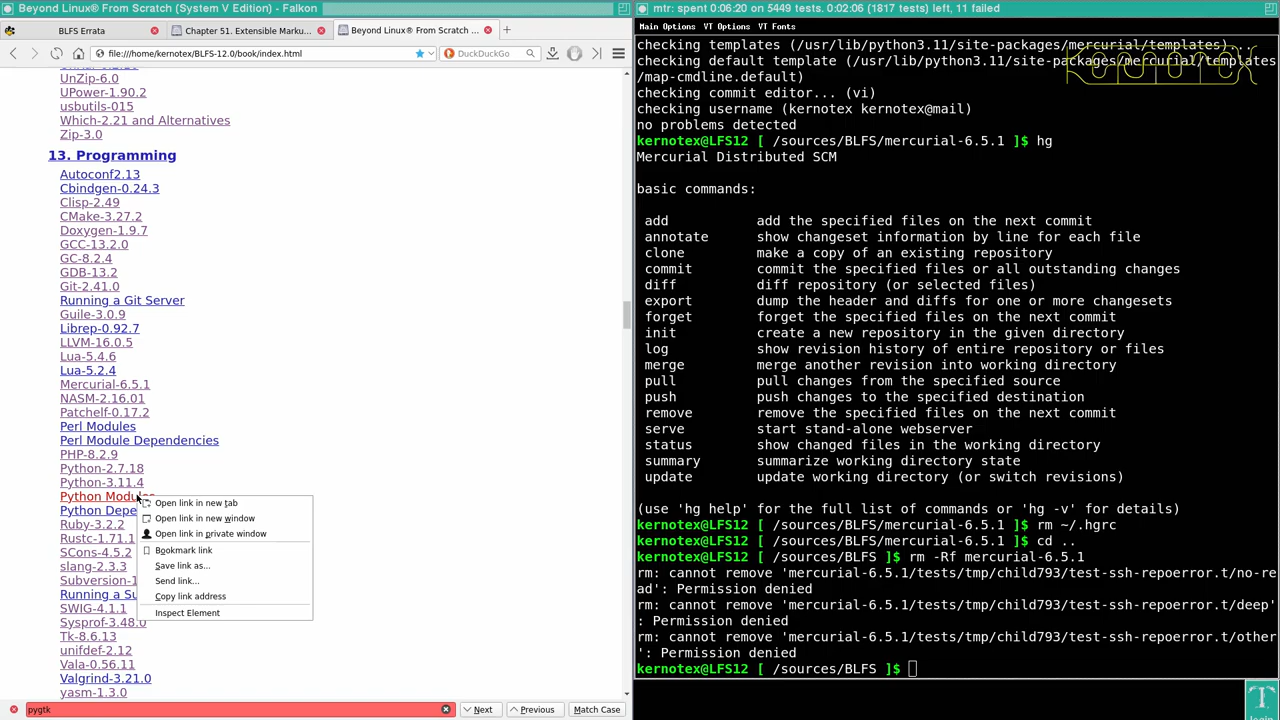 Beyond Linux® From Scratch (System V Edition) - Falkon
BLFS Errata
Chapter 51. Extensible Marku...
Beyond Linux® From Scratch ...
file:///home/kernotex/BLFS-12.0/book/index.html
DuckDuckGo
UnZip-6.0
UPower-1.90.2
usbutils-015
Which-2.21 and Alternatives
Zip-3.0
13. Programming
Autoconf2.13
Cbindgen-0.24.3
Clisp-2.49
CMake-3.27.2
Doxygen-1.9.7
GCC-13.2.0
GC-8.2.4
GDB-13.2
Git-2.41.0
Running a Git Server
Guile-3.0.9
Librep-0.92.7
LLVM-16.0.5
Lua-5.4.6
Lua-5.2.4
Mercurial-6.5.1
NASM-2.16.01
Patchelf-0.17.2
Perl Modules
Perl Module Dependencies
PHP-8.2.9
Python-2.7.18
Python-3.11.4
Python Modules
Python Depe
Ruby-3.2.2
Rustc-1.71.1
SCons-4.5.2
slang-2.3.3
Subversion-1
Running a Su
SWIG-4.1.1
Sysprof-3.48.0
Tk-8.6.13
unifdef-2.12
Vala-0.56.11
Valgrind-3.21.0
yasm-1.3.0
Open link in new tab
Open link in new window
Open link in private window
Bookmark link
Save link as...
Send link...
Copy link address
Inspect Element
pygtk
Next
Previous
Match Case
mtr: spent 0:06:20 on 5449 tests. 0:02:06 (1817 tests) left, 11 failed
Main Options VT Options VT Fonts
checking templates (/usr/lib/python3.11/site-packages/mercurial/templates)...
checking default template (/usr/lib/python3.11/site-packages/mercurial/templates
/map-cmdline.default)
checking commit editor... (vi)
checking username (kernotex kernotex@mail)
no problems detected
kernotex@LFS12 [ /sources/BLFS/mercurial-6.5.1 ]$ hg
Mercurial Distributed SCM
basic commands:
add add the specified files on the next commit
annotate show changeset information by line for each file
clone make a copy of an existing repository
commit commit the specified files or all outstanding changes
diff diff repository (or selected files)
export dump the header and diffs for one or more changesets
forget forget the specified files on the next commit
init create a new repository in the given directory
log show revision history of entire repository or files
merge merge another revision into working directory
pull pull changes from the specified source
push push changes to the specified destination
remove remove the specified files on the next commit
serve start stand-alone webserver
status show changed files in the working directory
summary summarize working directory state
update update working directory (or switch revisions)
(use 'hg help' for the full list of commands or 'hg -v' for details)
kernotex@LFS12 [ /sources/BLFS/mercurial-6.5.1 ]$ rm ~/.hgrc
kernotex@LFS12 [ /sources/BLFS/mercurial-6.5.1 ]$ cd ..
kernotex@LFS12 [ /sources/BLFS ]$ rm -Rf mercurial-6.5.1
rm: cannot remove 'mercurial-6.5.1/tests/tmp/child793/test-ssh-repoerror.t/no-re
ad': Permission denied
rm: cannot remove 'mercurial-6.5.1/tests/tmp/child793/test-ssh-repoerror.t/deep'
: Permission denied
rm: cannot remove 'mercurial-6.5.1/tests/tmp/child793/test-ssh-repoerror.t/other
': Permission denied
kernotex@LFS12 [ /sources/BLFS ]$